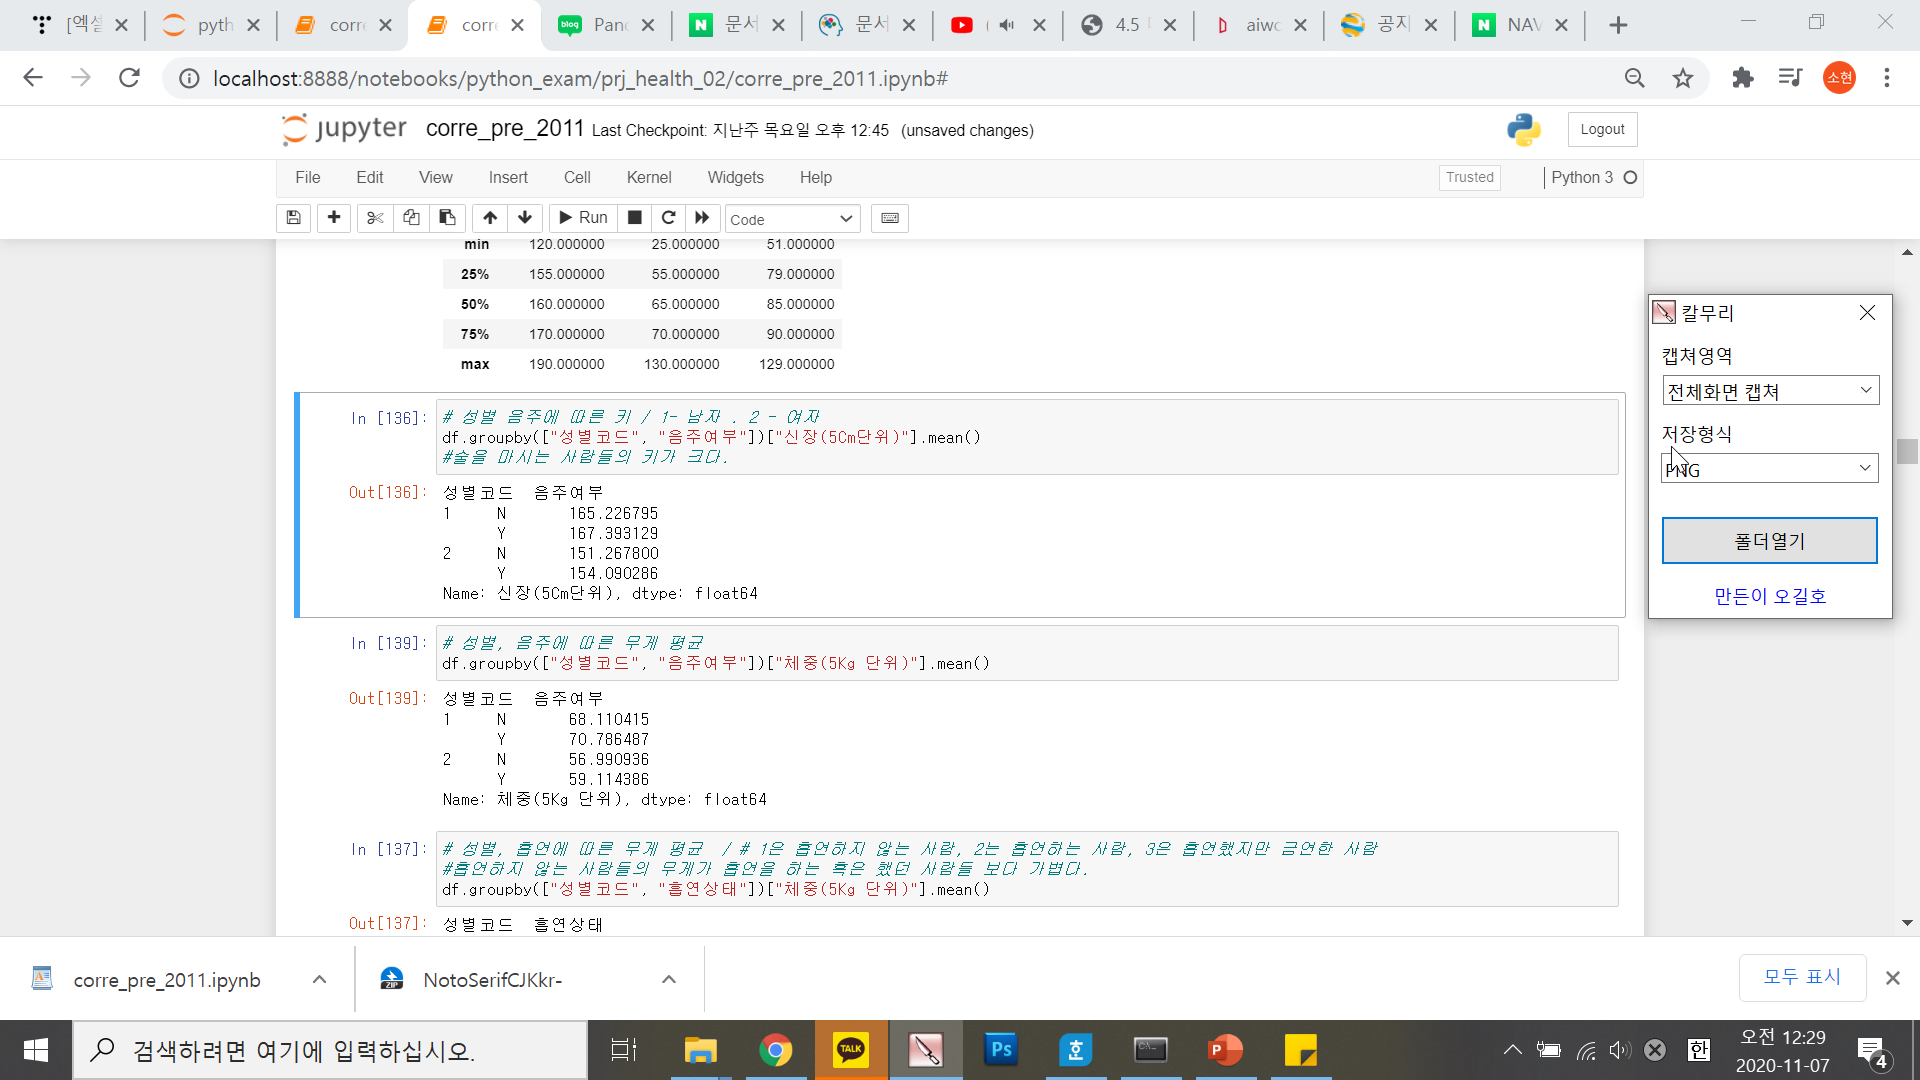 [엑셀
pyth
corre
corre
Panc
문서
문서
4.5
aiwc
공지
NAV
localhost:8888/notebooks/python_exam/prj_health_02/corre_pre_2011.ipynb#
소현
jupyter corre_pre_2011 Last Checkpoint: 지난주 목요일 오후 12:45 (unsaved changes)
Logout
File Edit View Insert Cell Kernel Widgets Help
Trusted
Python 3
Run
Code
min 120.000000 25.000000 51.000000
25% 155.000000 55.000000 79.000000
50% 160.000000 65.000000 85.000000
75% 170.000000 70.000000 90.000000
max 190.000000 130.000000 129.000000
In [136]: # 성별 음주에 따른 키 / 1- 남자 . 2 - 여자
df.groupby(["성별코드", "음주여부"])["신장(5Cm단위)"].mean()
#술을 마시는 사람들의 키가 크다.
Out[136]: 성별코드 음주여부
1 N 165.226795
Y 167.393129
2 N 151.267800
Y 154.090286
Name: 신장(5Cm단위), dtype: float64
In [139]: # 성별, 음주에 따른 무게 평균
df.groupby(["성별코드", "음주여부"])["체중(5Kg 단위)"].mean()
Out[139]: 성별코드 음주여부
1 N 68.110415
Y 70.786487
2 N 56.990936
Y 59.114386
Name: 체중(5Kg 단위), dtype: float64
In [137]: # 성별, 흡연에 따른 무게 평균 / # 1은 흡연하지 않는 사람, 2는 흡연하는 사람, 3은 흡연했지만 금연한 사람
#흡연하지 않는 사람들의 무게가 흡연을 하는 혹은 했던 사람들 보다 가볍다.
df.groupby(["성별코드", "흡연상태"])["체중(5Kg 단위)"].mean()
Out[137]: 성별코드 흡연상태
칼무리
캡쳐영역
전체화면 캡쳐
저장형식
PNG
폴더열기
만든이 오길호
corre_pre_2011.ipynb
ZIP
NotoSerifCJKkr-
모두 표시
검색하려면 여기에 입력하십시오.
TALK
Ps
호
P
한
오전 12:29
2020-11-07
4